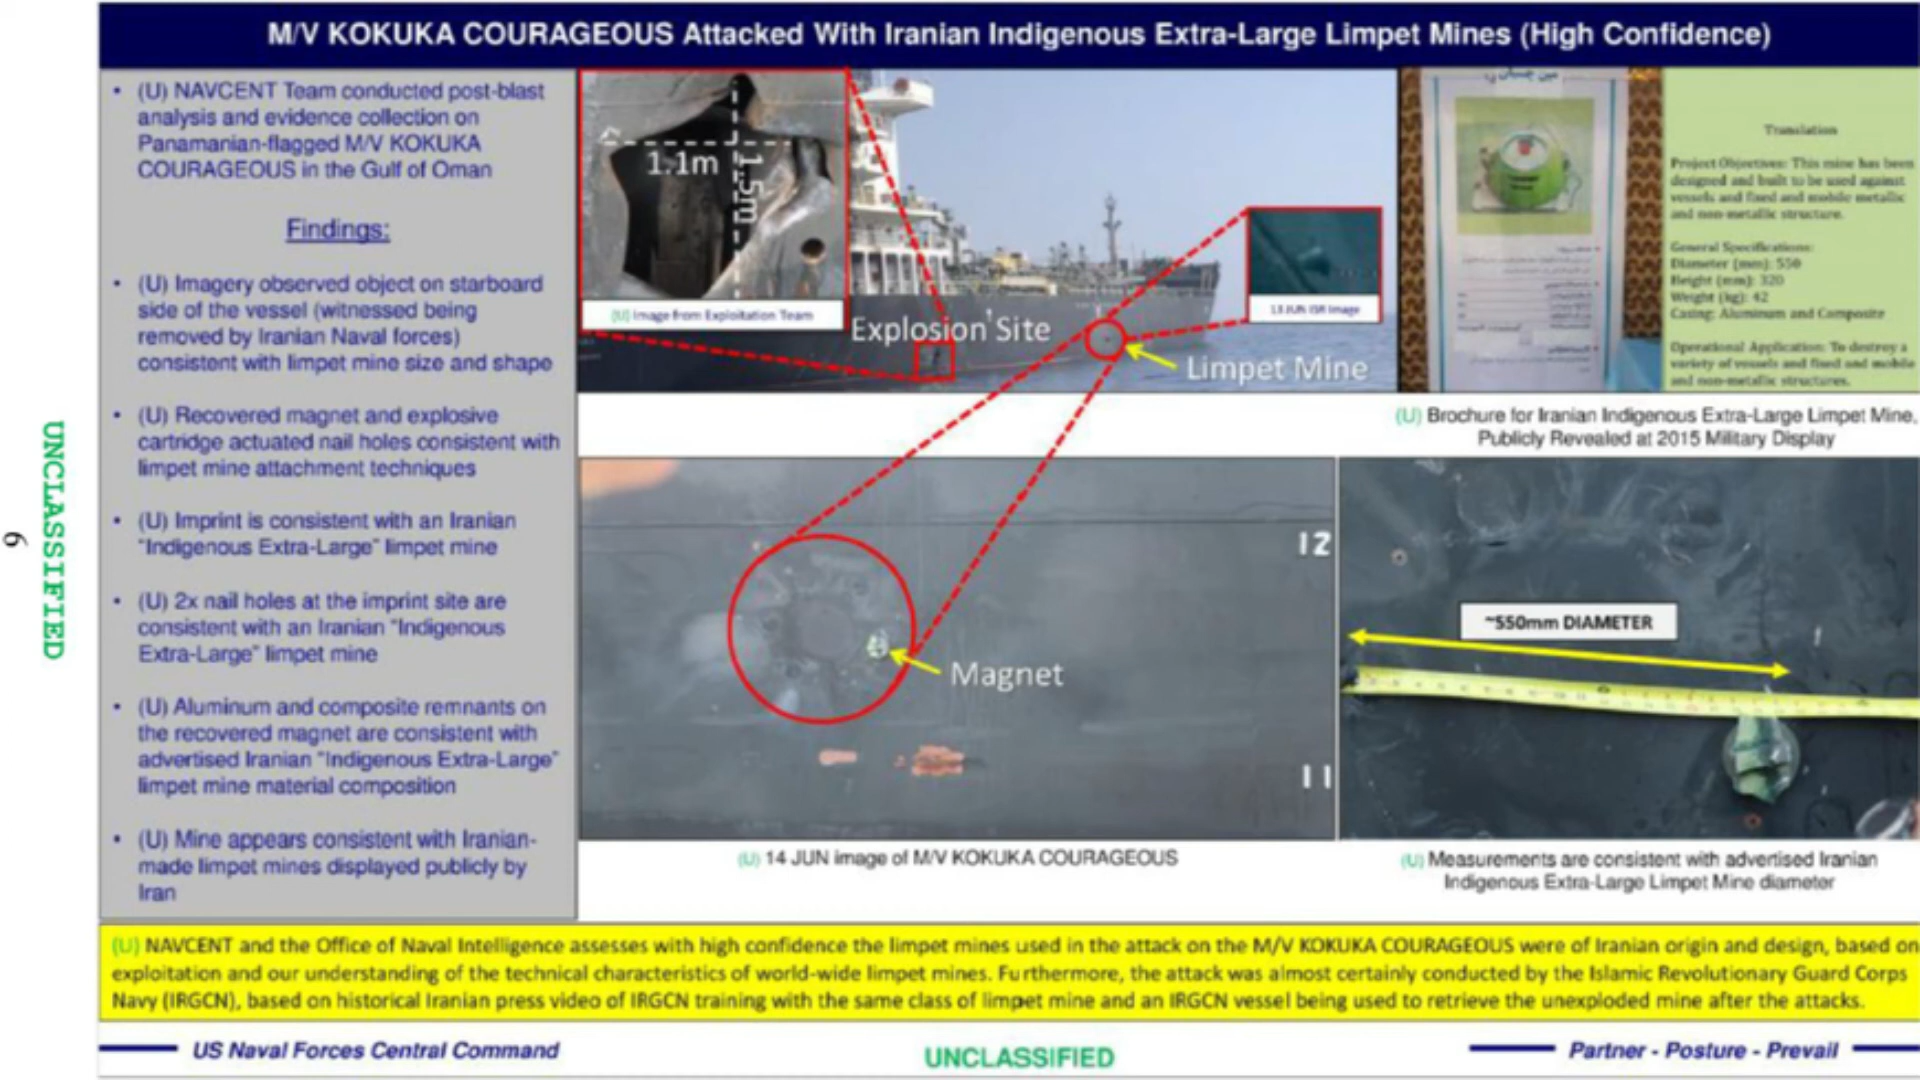 M/V KOKUKA COURAGEOUS Attacked With Iranian Indigenous Extra-Large Limpet Mines (High Confidence)
• (U) NAVCENT Team conducted post-blast
analysis and evidence collection on
Panamanian-flagged M/V KOKUKA
COURAGEOUS in the Gulf of Oman
Findings:
• (U) Imagery observed object on starboard
side of the vessel (witnessed being
removed by Iranian Naval forces)
consistent with limpet mine size and shape
• (U) Recovered magnet and explosive
cartridge actuated nail holes consistent with
limpet mine attachment techniques
• (U) Imprint is consistent with an Iranian
“Indigenous Extra-Large” limpet mine
• (U) 2x nail holes at the imprint site are
consistent with an Iranian “Indigenous
Extra-Large” limpet mine
• (U) Aluminum and composite remnants on
the recovered magnet are consistent with
advertised Iranian “Indigenous Extra-Large”
limpet mine material composition
• (U) Mine appears consistent with Iranian-
made limpet mines displayed publicly by
Iran
1.1m
1.5m
(U) Image from Exploitation Team
Explosion Site
13 JUN ISR Image
Limpet Mine
Translation
Project Objectives: This mine has been
designed and built to be used against
vessels and fixed and mobile metallic
and non-metallic structure.
General Specifications:
Diameter (mm): 550
Height (mm): 320
Weight (kg): 42
Casing: Aluminum and Composite
Operational Application: To destroy a
variety of vessels and fixed and mobile
and non-metallic structures.
(U) Brochure for Iranian Indigenous Extra-Large Limpet Mine,
Publicly Revealed at 2015 Military Display
12
Magnet
11
(U) 14 JUN image of M/V KOKUKA COURAGEOUS
~550mm DIAMETER
(U) Measurements are consistent with advertised Iranian
Indigenous Extra-Large Limpet Mine diameter
(U) NAVCENT and the Office of Naval Intelligence assesses with high confidence the limpet mines used in the attack on the M/V KOKUKA COURAGEOUS were of Iranian origin and design, based on
exploitation and our understanding of the technical characteristics of world-wide limpet mines. Furthermore, the attack was almost certainly conducted by the Islamic Revolutionary Guard Corps
Navy (IRGCN), based on historical Iranian press video of IRGCN training with the same class of limpet mine and an IRGCN vessel being used to retrieve the unexploded mine after the attacks.
US Naval Forces Central Command
UNCLASSIFIED
Partner - Posture - Prevail
UNCLASSIFIED
6